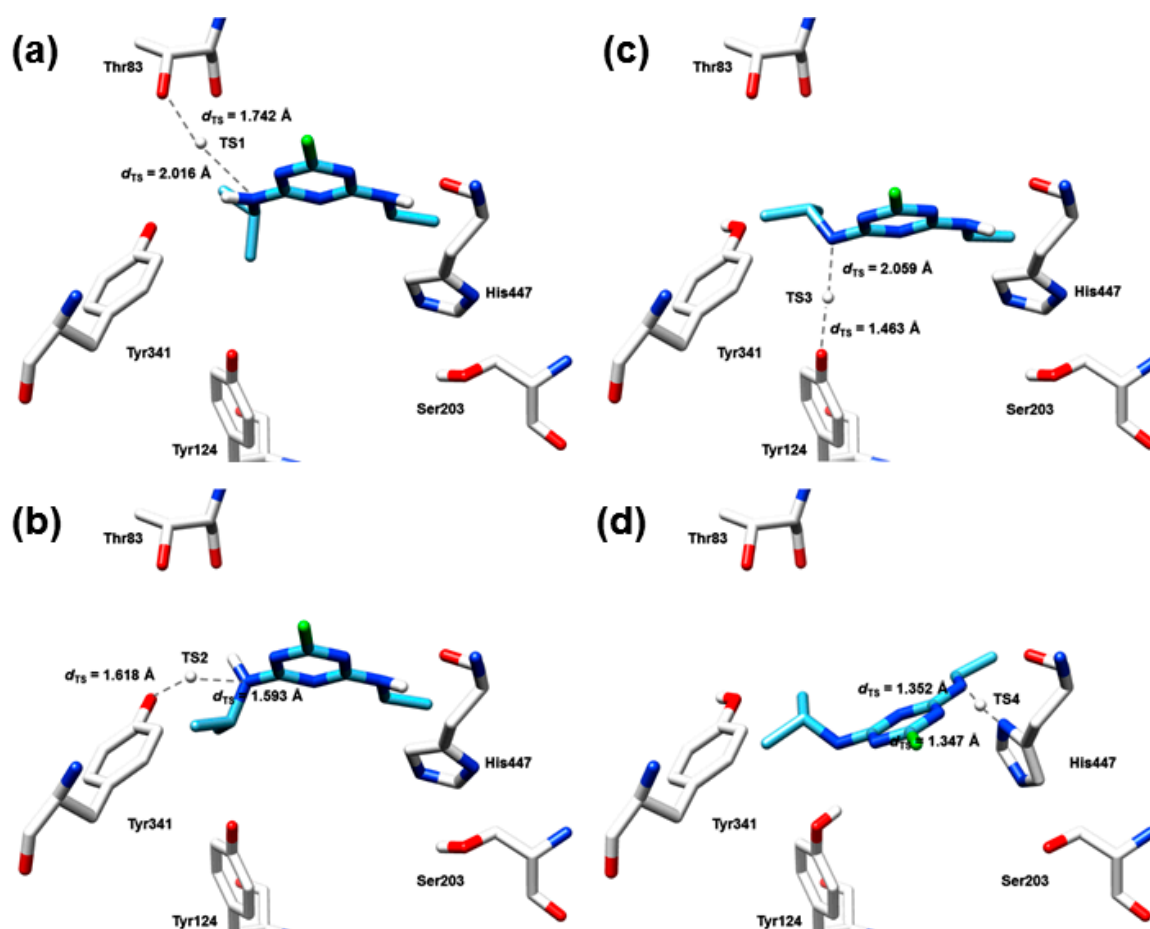 (a)
Thr83
dTS = 1.742 Å
TS1
dTS = 2.016 Å
His447
Tyr341
Ser203
Tyr124
(c)
Thr83
dTS = 2.059 Å
TS3
His447
dTS = 1.463 Å
Tyr341
Ser203
Tyr124
(b)
Thr83
TS2
dTS = 1.618 Å
dTS = 1.593 Å
His447
Tyr341
Ser203
Tyr124
(d)
Thr83
dTS = 1.352 Å
TS4
dTS = 1.347 Å
His447
Tyr341
Ser203
Tyr124